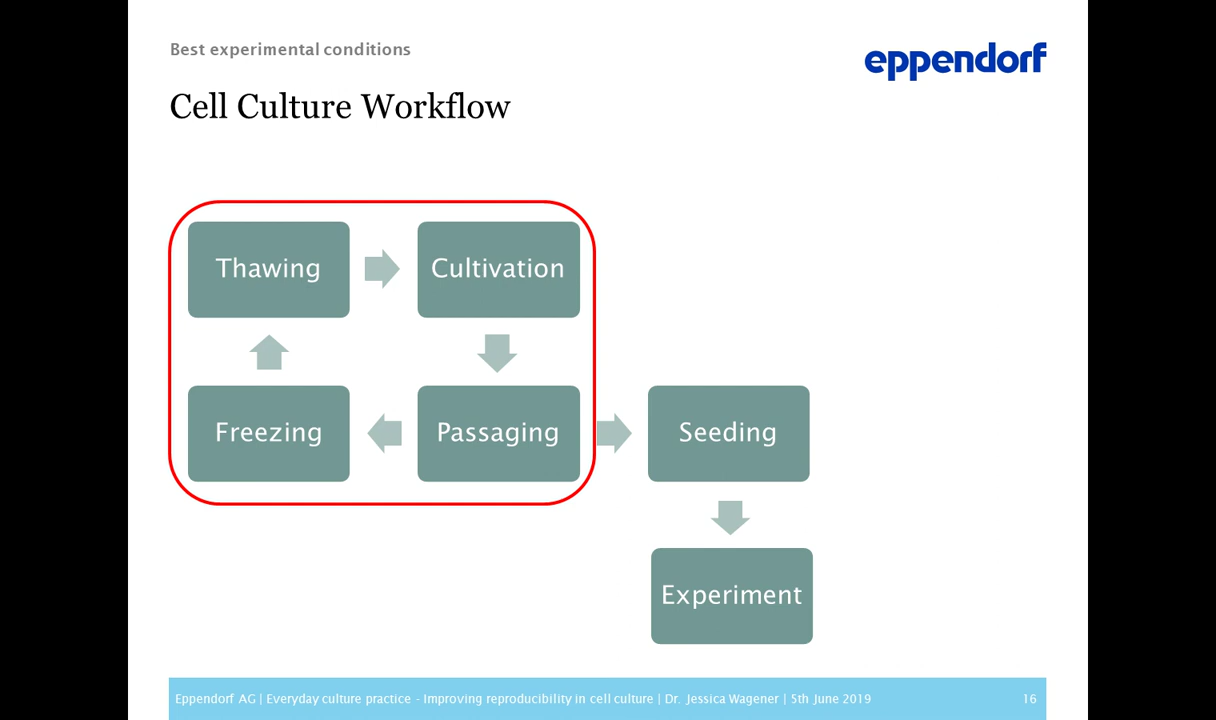 Best experimental conditions
eppendorf
Cell Culture Workflow
Thawing
Cultivation
Freezing
Passaging
Seeding
Experiment
Eppendorf AG | Everyday culture practice - Improving reproducibility in cell culture | Dr. Jessica Wagener | 5th June 2019
16